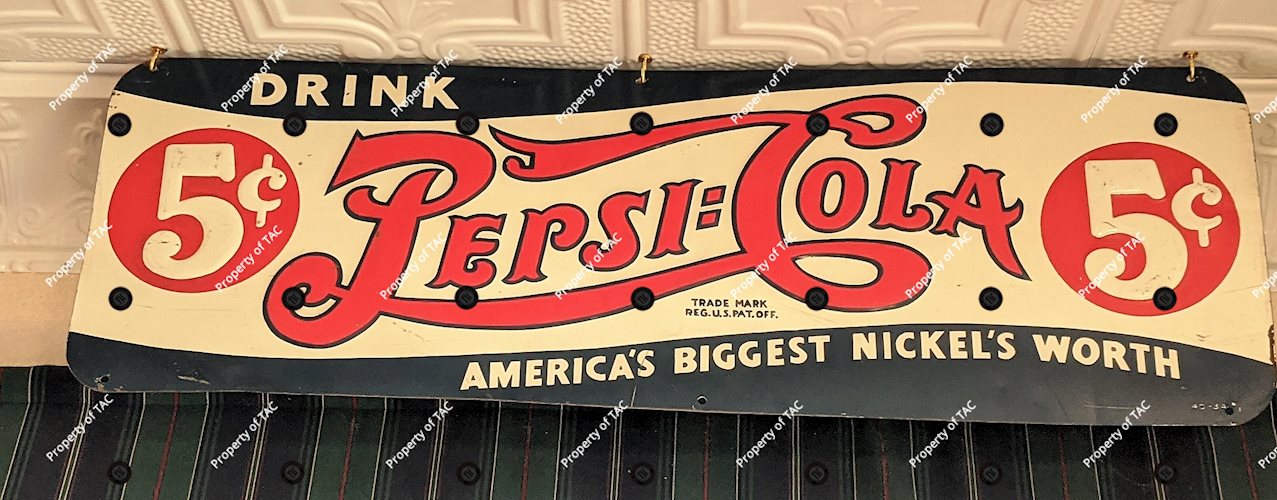 DRINK
5¢
PEPSI:COLA
5¢
TRADE MARK
REG. U.S. PAT. OFF.
AMERICA'S BIGGEST NICKEL'S WORTH
Property of TAC